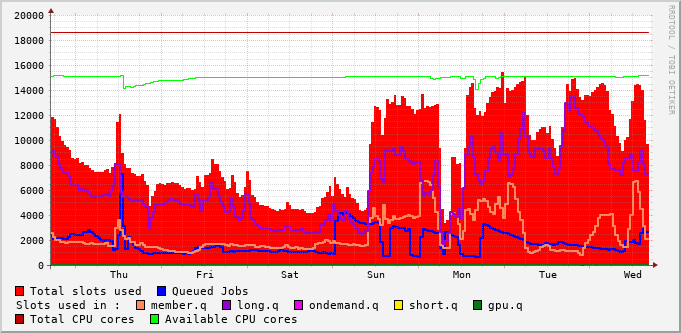 20000
18000
16000
14000
12000
10000
8000
6000
4000
2000
0
Thu Fri Sat Sun Mon Tue Wed
RRDTOOL / TOBI OETIKER
Total slots used Queued Jobs
Slots used in : member.q long.q ondemand.q short.q gpu.q
Total CPU cores Available CPU cores